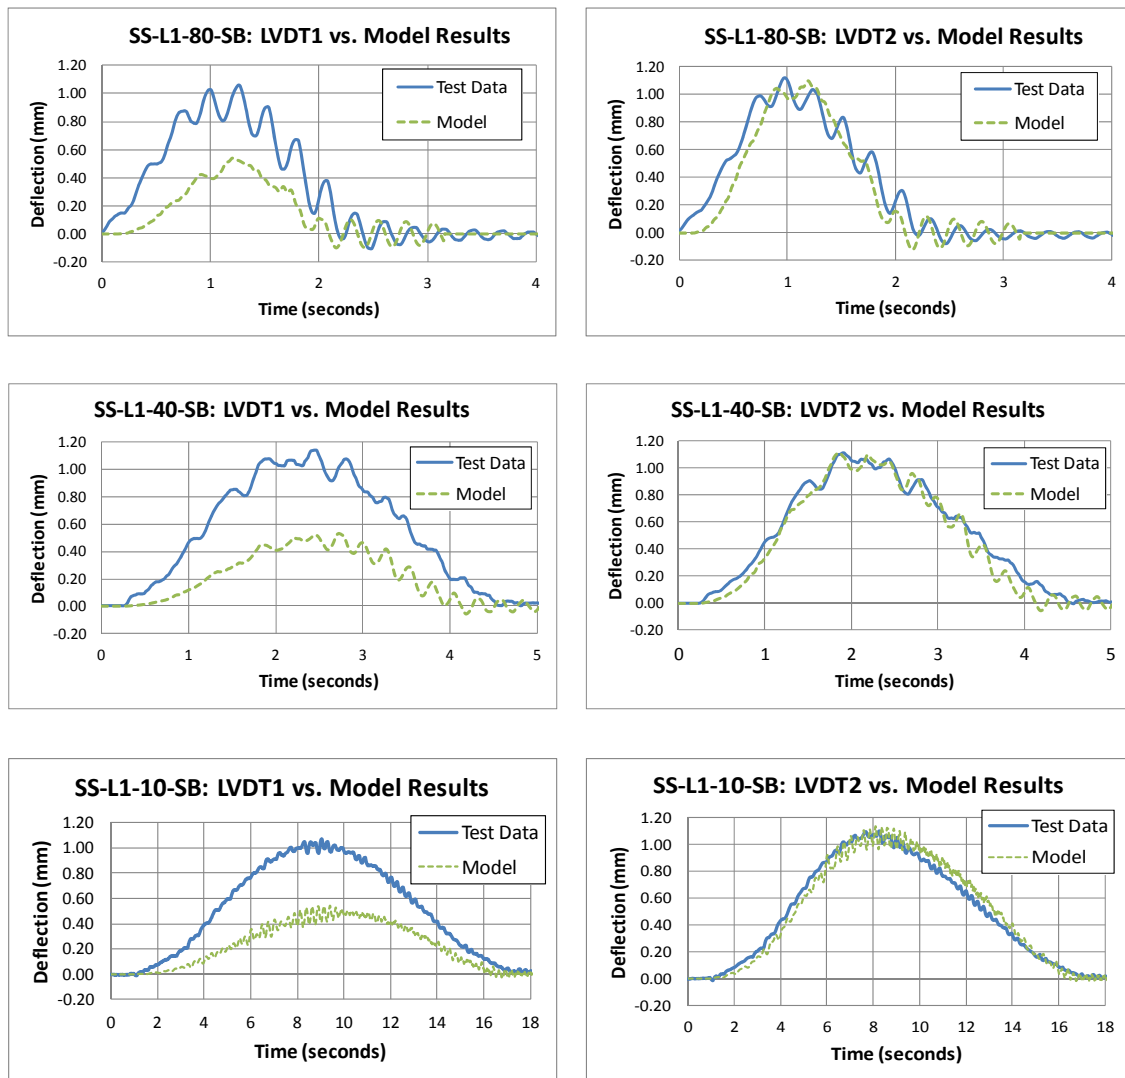 SS-L1-80-SB: LVDT1 vs. Model Results
Deflection (mm)
1.20
1.00
0.80
0.60
0.40
0.20
0.00
-0.20
Test Data
Model
0 1 2 3 4
Time (seconds)
SS-L1-80-SB: LVDT2 vs. Model Results
Deflection (mm)
1.20
1.00
0.80
0.60
0.40
0.20
0.00
-0.20
Test Data
Model
0 1 2 3 4
Time (seconds)
SS-L1-40-SB: LVDT1 vs. Model Results
Deflection (mm)
1.20
1.00
0.80
0.60
0.40
0.20
0.00
-0.20
Test Data
Model
0 1 2 3 4 5
Time (seconds)
SS-L1-40-SB: LVDT2 vs. Model Results
Deflection (mm)
1.20
1.00
0.80
0.60
0.40
0.20
0.00
-0.20
Test Data
Model
0 1 2 3 4 5
Time (seconds)
SS-L1-10-SB: LVDT1 vs. Model Results
Deflection (mm)
1.20
1.00
0.80
0.60
0.40
0.20
0.00
-0.20
Test Data
Model
0 2 4 6 8 10 12 14 16 18
Time (seconds)
SS-L1-10-SB: LVDT2 vs. Model Results
Deflection (mm)
1.20
1.00
0.80
0.60
0.40
0.20
0.00
-0.20
Test Data
Model
0 2 4 6 8 10 12 14 16 18
Time (seconds)